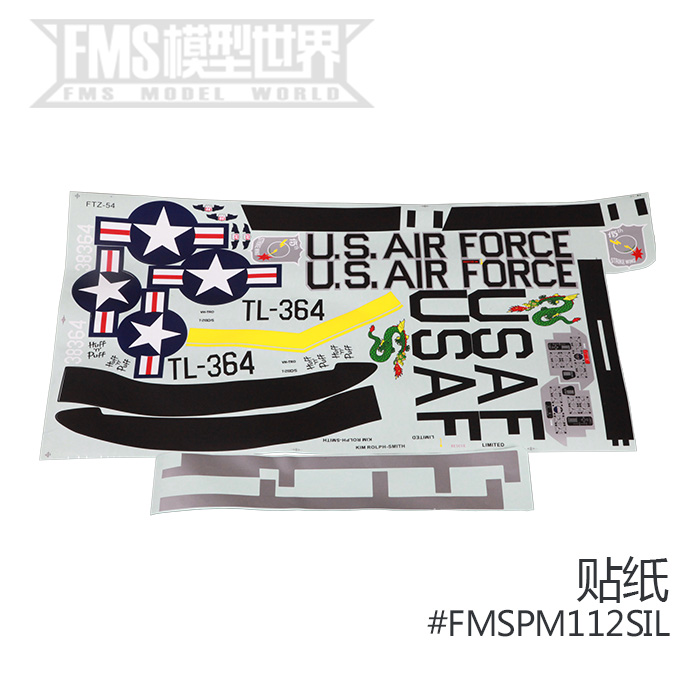 FMS模型世界
FMS MODEL WORLD
FTZ-54
38364
38364
U.S. AIR FORCE
U.S. AIR FORCE
TL-364
TL-364
USAF
USAF
Huff
'n'
Puff
Huff
'n'
Puff
STRIKE WING
KIM ROLPH-SMITH
KIM ROLPH-SMITH
LIMITED
LIMITED
贴纸
#FMSPM112SIL